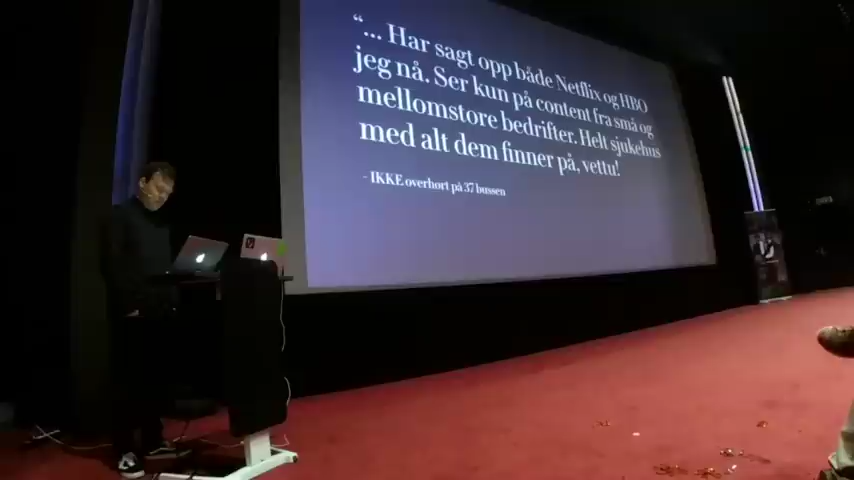 “... Har sagt opp både Netflix og HBO
jeg nå. Ser kun på content fra små og
mellomstore bedrifter. Helt sjukehus
med alt dem finner på, vettu!
- IKKE overhørt på 37 bussen